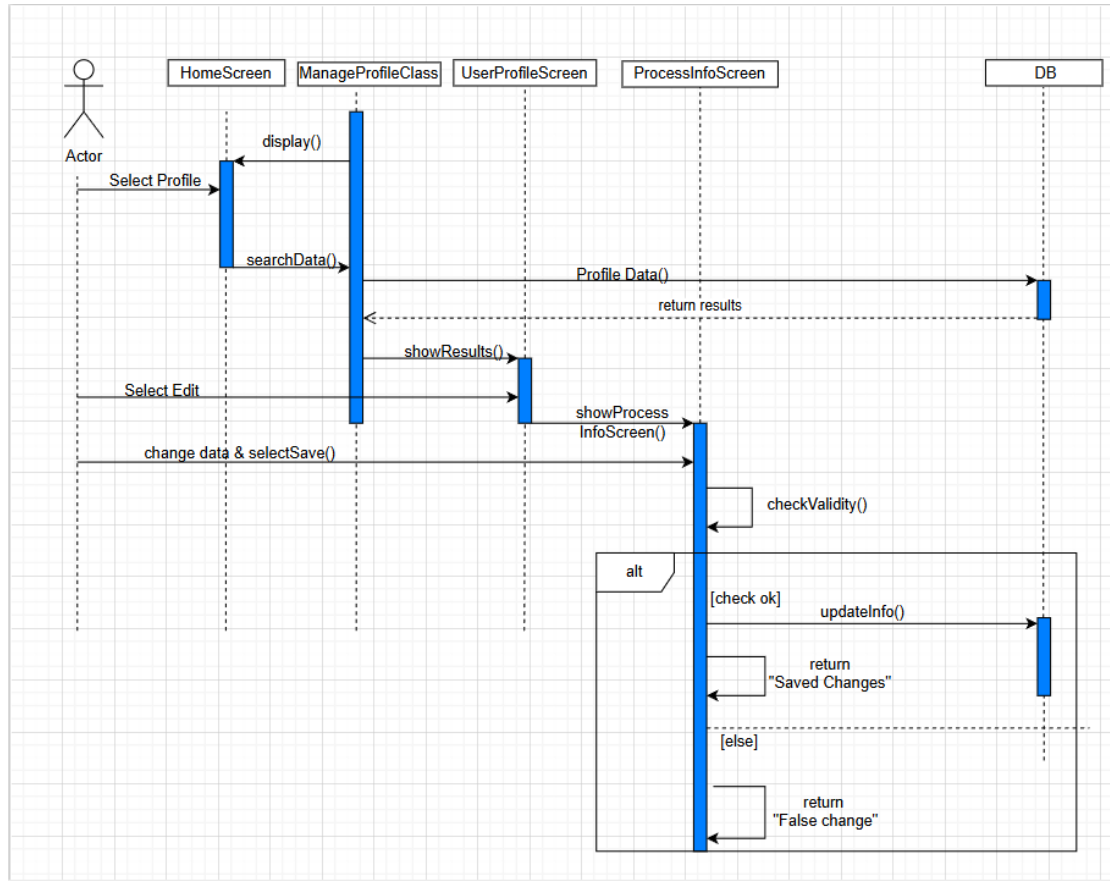 HomeScreen
ManageProfileClass
UserProfileScreen
ProcessInfoScreen
DB
Actor
display()
Select Profile
searchData()
Profile Data()
return results
showResults()
Select Edit
showProcess
InfoScreen()
change data & selectSave()
checkValidity()
alt
[check ok]
updateInfo()
return
"Saved Changes"
[else]
return
"False change"